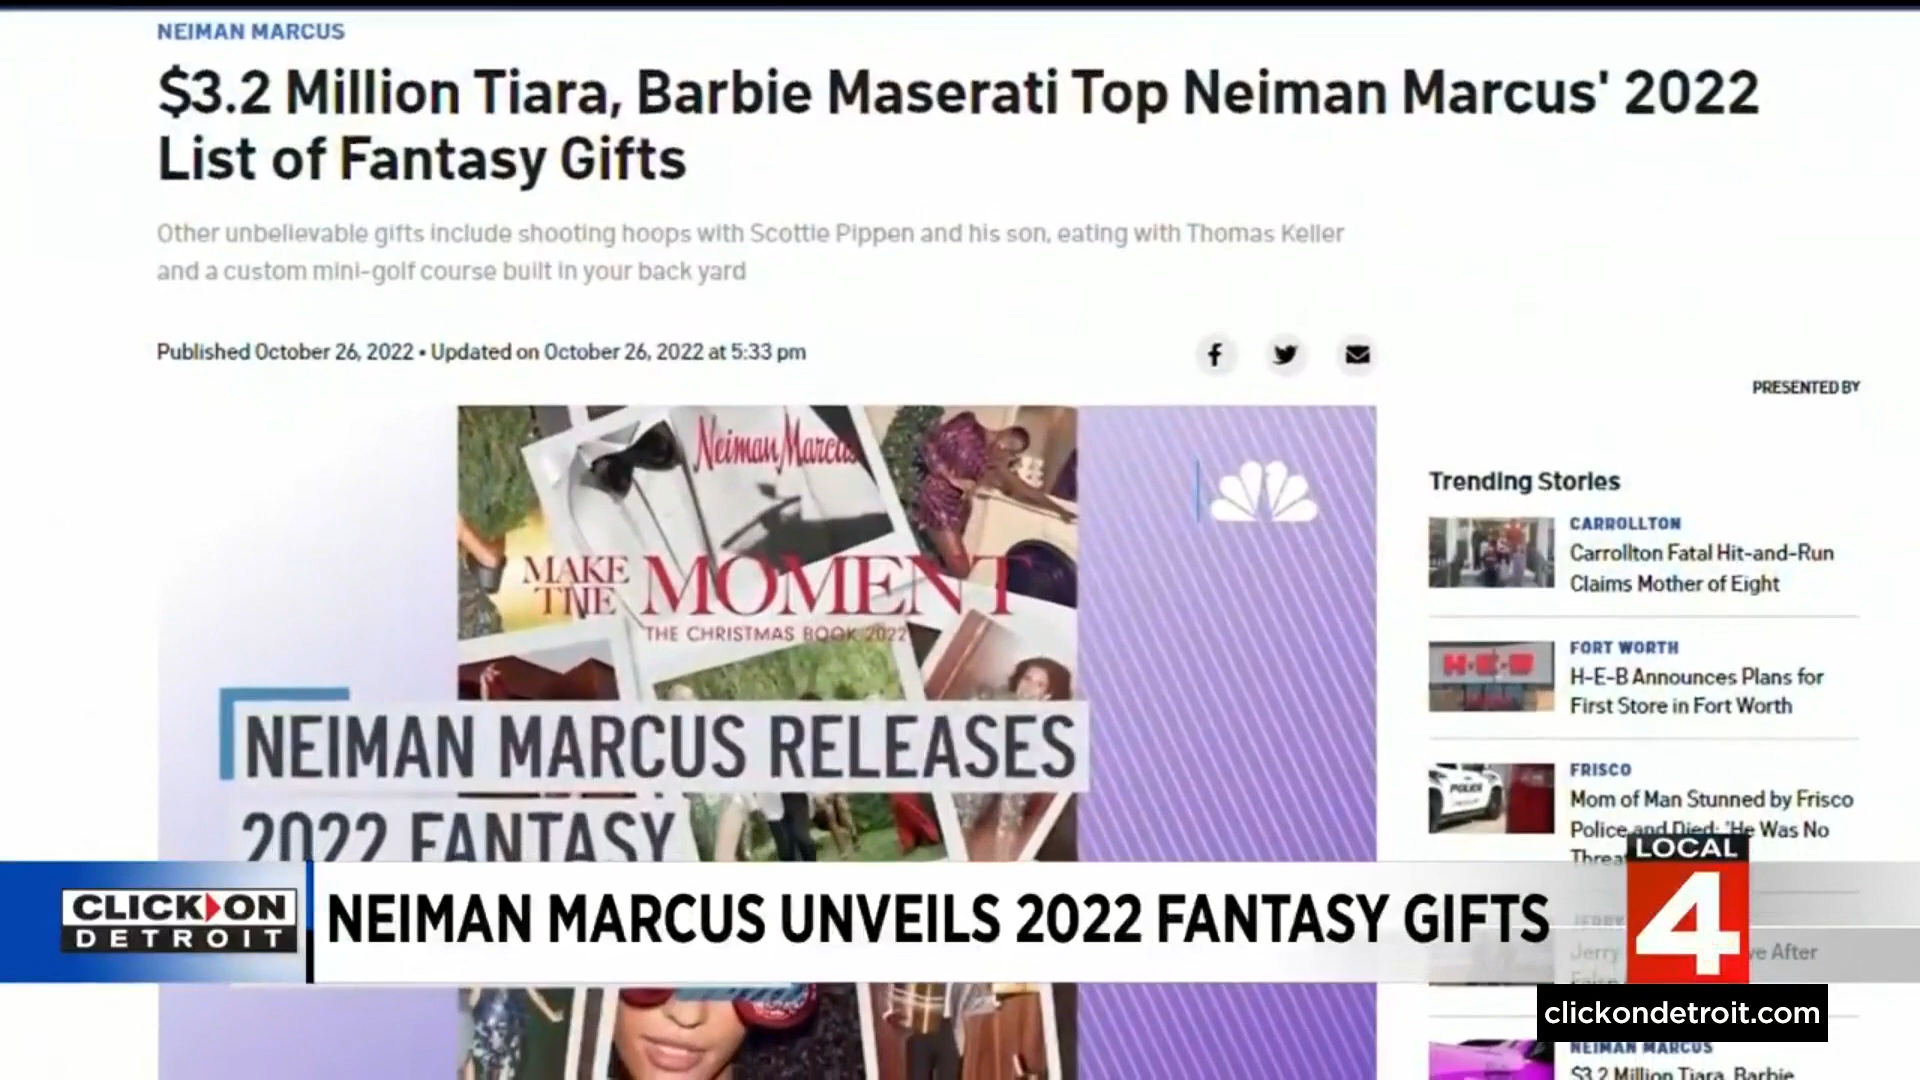 NEIMAN MARCUS
$3.2 Million Tiara, Barbie Maserati Top Neiman Marcus' 2022
List of Fantasy Gifts
Other unbelievable gifts include shooting hoops with Scottie Pippen and his son, eating with Thomas Keller
and a custom mini-golf course built in your back yard
Published October 26, 2022 • Updated on October 26, 2022 at 5:33 pm
PRESENTED BY
Neiman Marcus
MAKE
THE
MOMENT
THE CHRISTMAS BOOK 2022
NEIMAN MARCUS RELEASES
2022 FANTASY
Trending Stories
CARROLLTON
Carrollton Fatal Hit-and-Run
Claims Mother of Eight
H-E-B
FORT WORTH
H-E-B Announces Plans for
First Store in Fort Worth
POLICE
FRISCO
Mom of Man Stunned by Frisco
Police and Died: 'He Was No
Jerry
After
CLICK ON
DETROIT
NEIMAN MARCUS UNVEILS 2022 FANTASY GIFTS
LOCAL
4
clickondetroit.com
NEIMAN MARCUS
$3.2 Million Tiara, Barbie